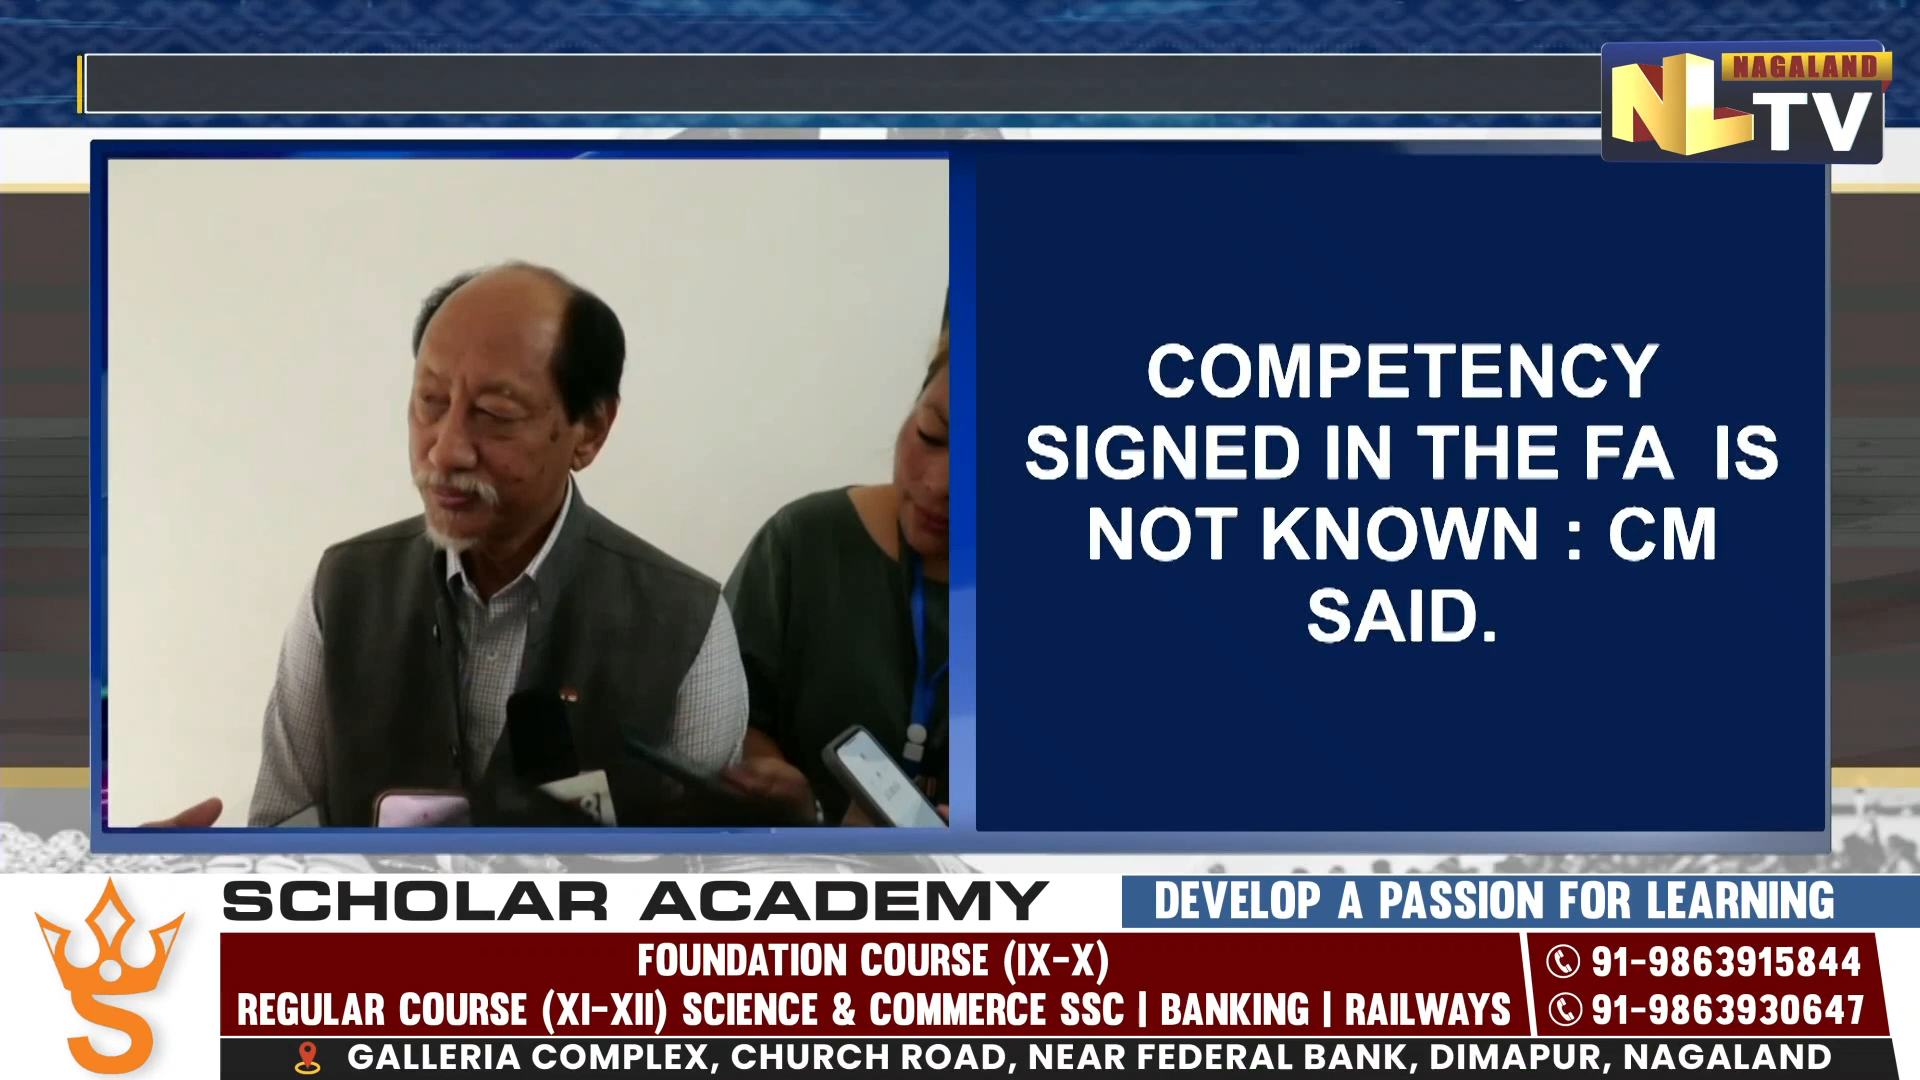 NAGALAND
NL TV
COMPETENCY
SIGNED IN THE FA IS
NOT KNOWN : CM
SAID.
SCHOLAR ACADEMY
DEVELOP A PASSION FOR LEARNING
FOUNDATION COURSE (IX-X)
REGULAR COURSE (XI-XII) SCIENCE & COMMERCE SSC | BANKING | RAILWAYS
91-9863915844
91-9863930647
S
GALLERIA COMPLEX, CHURCH ROAD, NEAR FEDERAL BANK, DIMAPUR, NAGALAND